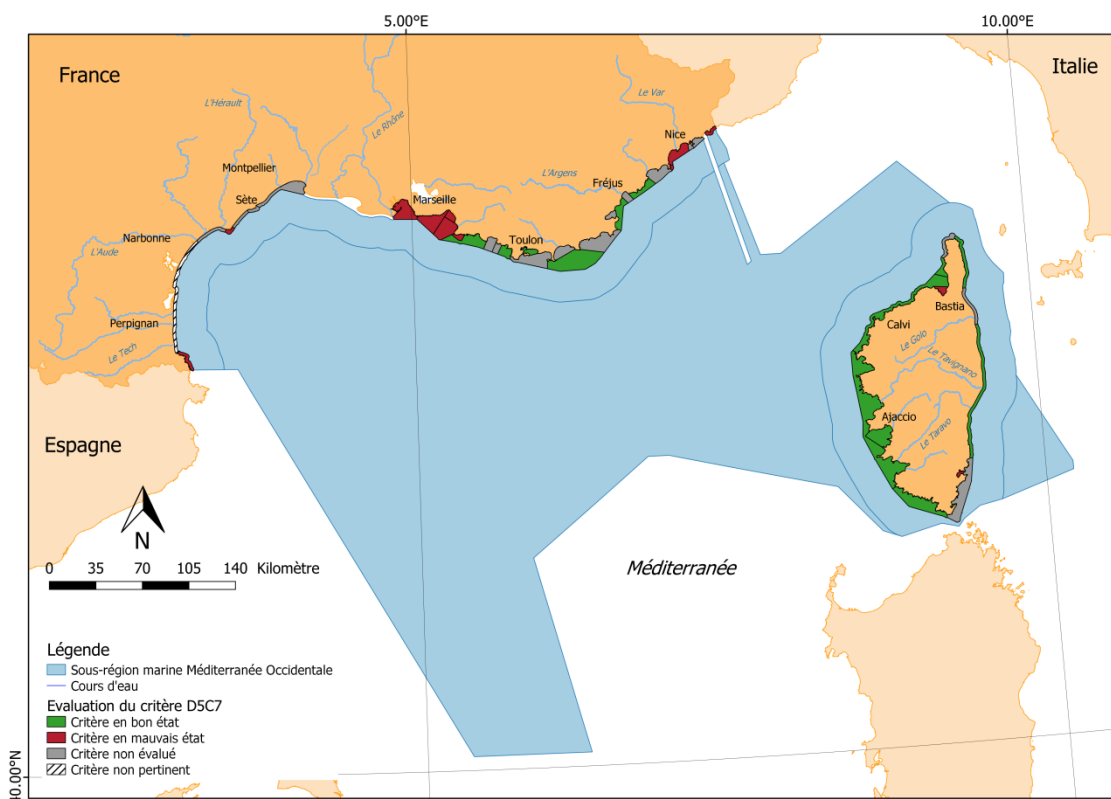 5.00°E
10.00°E
France
Italie
L'Hérault
Le Rhône
Le Var
Nice
Montpellier
L'Argens
Fréjus
Sète
Marseille
Narbonne
Toulon
L'Aude
Bastia
Perpignan
Calvi
Le Golo
Le Tech
Le Tavignano
Ajaccio
Le Taravo
Espagne
N
0 35 70 105 140 Kilomètre
Méditerranée
Légende
Sous-région marine Méditerranée Occidentale
Cours d'eau
Evaluation du critère D5C7
Critère en bon état
Critère en mauvais état
Critère non évalué
Critère non pertinent
40.00°N